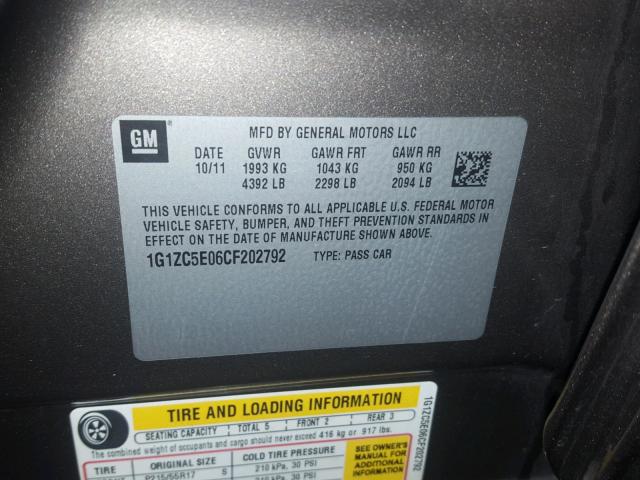 GM ®
MFD BY GENERAL MOTORS LLC
DATE GVWR GAWR FRT GAWR RR
10/11 1993 KG 1043 KG 950 KG
4392 LB 2298 LB 2094 LB
THIS VEHICLE CONFORMS TO ALL APPLICABLE U.S. FEDERAL MOTOR
VEHICLE SAFETY, BUMPER, AND THEFT PREVENTION STANDARDS IN
EFFECT ON THE DATE OF MANUFACTURE SHOWN ABOVE.
1G1ZC5E06CF202792 TYPE: PASS CAR
TIRE AND LOADING INFORMATION
SEATING CAPACITY TOTAL 5 FRONT 2 REAR 3
The combined weight of occupants and cargo should never exceed 416 kg or 917 lbs.
TIRE ORIGINAL SIZE COLD TIRE PRESSURE
P215/55R17 S 210 kPa, 30 PSI
SEE OWNER'S
MANUAL FOR
ADDITIONAL
INFORMATION
1G1ZC5E06CF202792